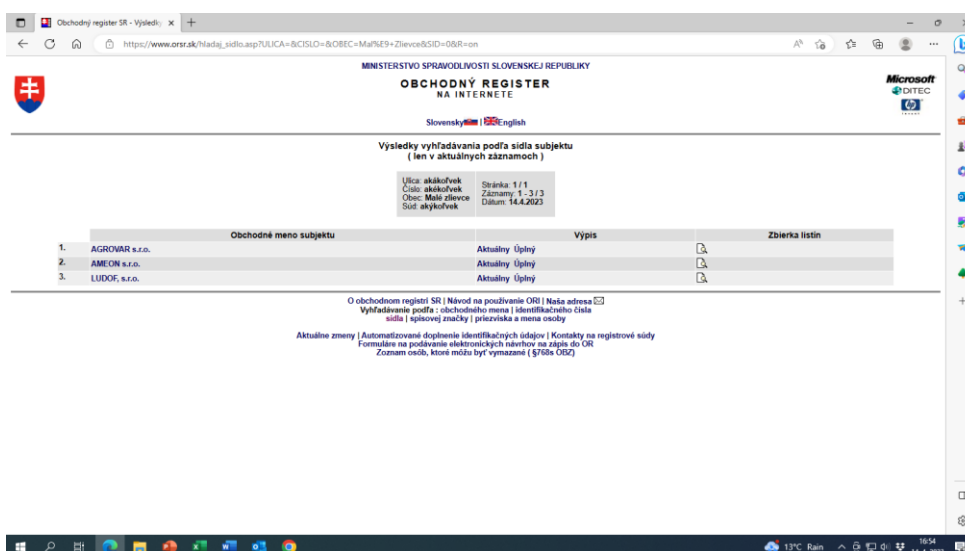 Obchodný register SR - Výsledky
https://www.orsr.sk/hladaj_sidlo.asp?ULICA=&CISLO=&OBEC=Mal%E9+Zlievce&SID=0&R=on
MINISTERSTVO SPRAVODLIVOSTI SLOVENSKEJ REPUBLIKY
OBCHODNÝ REGISTER
NA INTERNETE
Microsoft
DITEC
hp
Slovensky | English
Výsledky vyhľadávania podľa sídla subjektu
( len v aktuálnych záznamoch )
Ulica: akákoľvek
Číslo: akékoľvek
Obec: Malé zlievce
Súd: akýkoľvek
Stránka: 1 / 1
Záznamy: 1 - 3 / 3
Dátum: 14.4.2023
Obchodné meno subjektu Výpis Zbierka listín
1. AGROVAR s.r.o. Aktuálny Úplný
2. AMEON s.r.o. Aktuálny Úplný
3. LUDOF, s.r.o. Aktuálny Úplný
O obchodnom registri SR | Návod na používanie ORI | Naša adresa
Vyhľadávanie podľa : obchodného mena | identifikačného čísla
sídla | spisovej značky | priezviska a mena osoby
Aktuálne zmeny | Automatizované doplnenie identifikačných údajov | Kontakty na registrové súdy
Formuláre na podávanie elektronických návrhov na zápis do OR
Zoznam osôb, ktoré môžu byť vymazané ( §768s OBZ)
13°C Rain
16:54